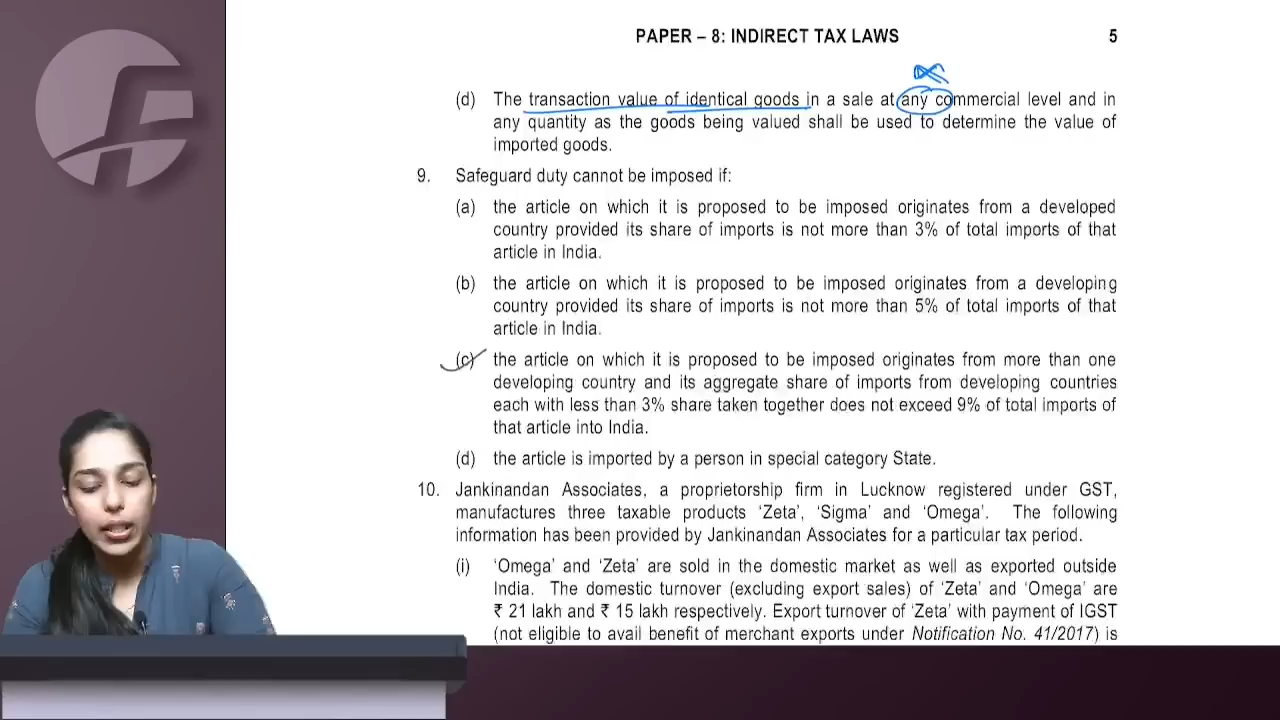 PAPER – 8: INDIRECT TAX LAWS 5
(d) The transaction value of identical goods in a sale at any commercial level and in
any quantity as the goods being valued shall be used to determine the value of
imported goods.
9. Safeguard duty cannot be imposed if:
(a) the article on which it is proposed to be imposed originates from a developed
country provided its share of imports is not more than 3% of total imports of that
article in India.
(b) the article on which it is proposed to be imposed originates from a developing
country provided its share of imports is not more than 5% of total imports of that
article in India.
(c) the article on which it is proposed to be imposed originates from more than one
developing country and its aggregate share of imports from developing countries
each with less than 3% share taken together does not exceed 9% of total imports of
that article into India.
(d) the article is imported by a person in special category State.
10. Jankinandan Associates, a proprietorship firm in Lucknow registered under GST,
manufactures three taxable products ‘Zeta’, ‘Sigma’ and ‘Omega’. The following
information has been provided by Jankinandan Associates for a particular tax period.
(i) ‘Omega’ and ‘Zeta’ are sold in the domestic market as well as exported outside
India. The domestic turnover (excluding export sales) of ‘Zeta’ and ‘Omega’ are
₹ 21 lakh and ₹ 15 lakh respectively. Export turnover of ‘Zeta’ with payment of IGST
(not eligible to avail benefit of merchant exports under Notification No. 41/2017) is